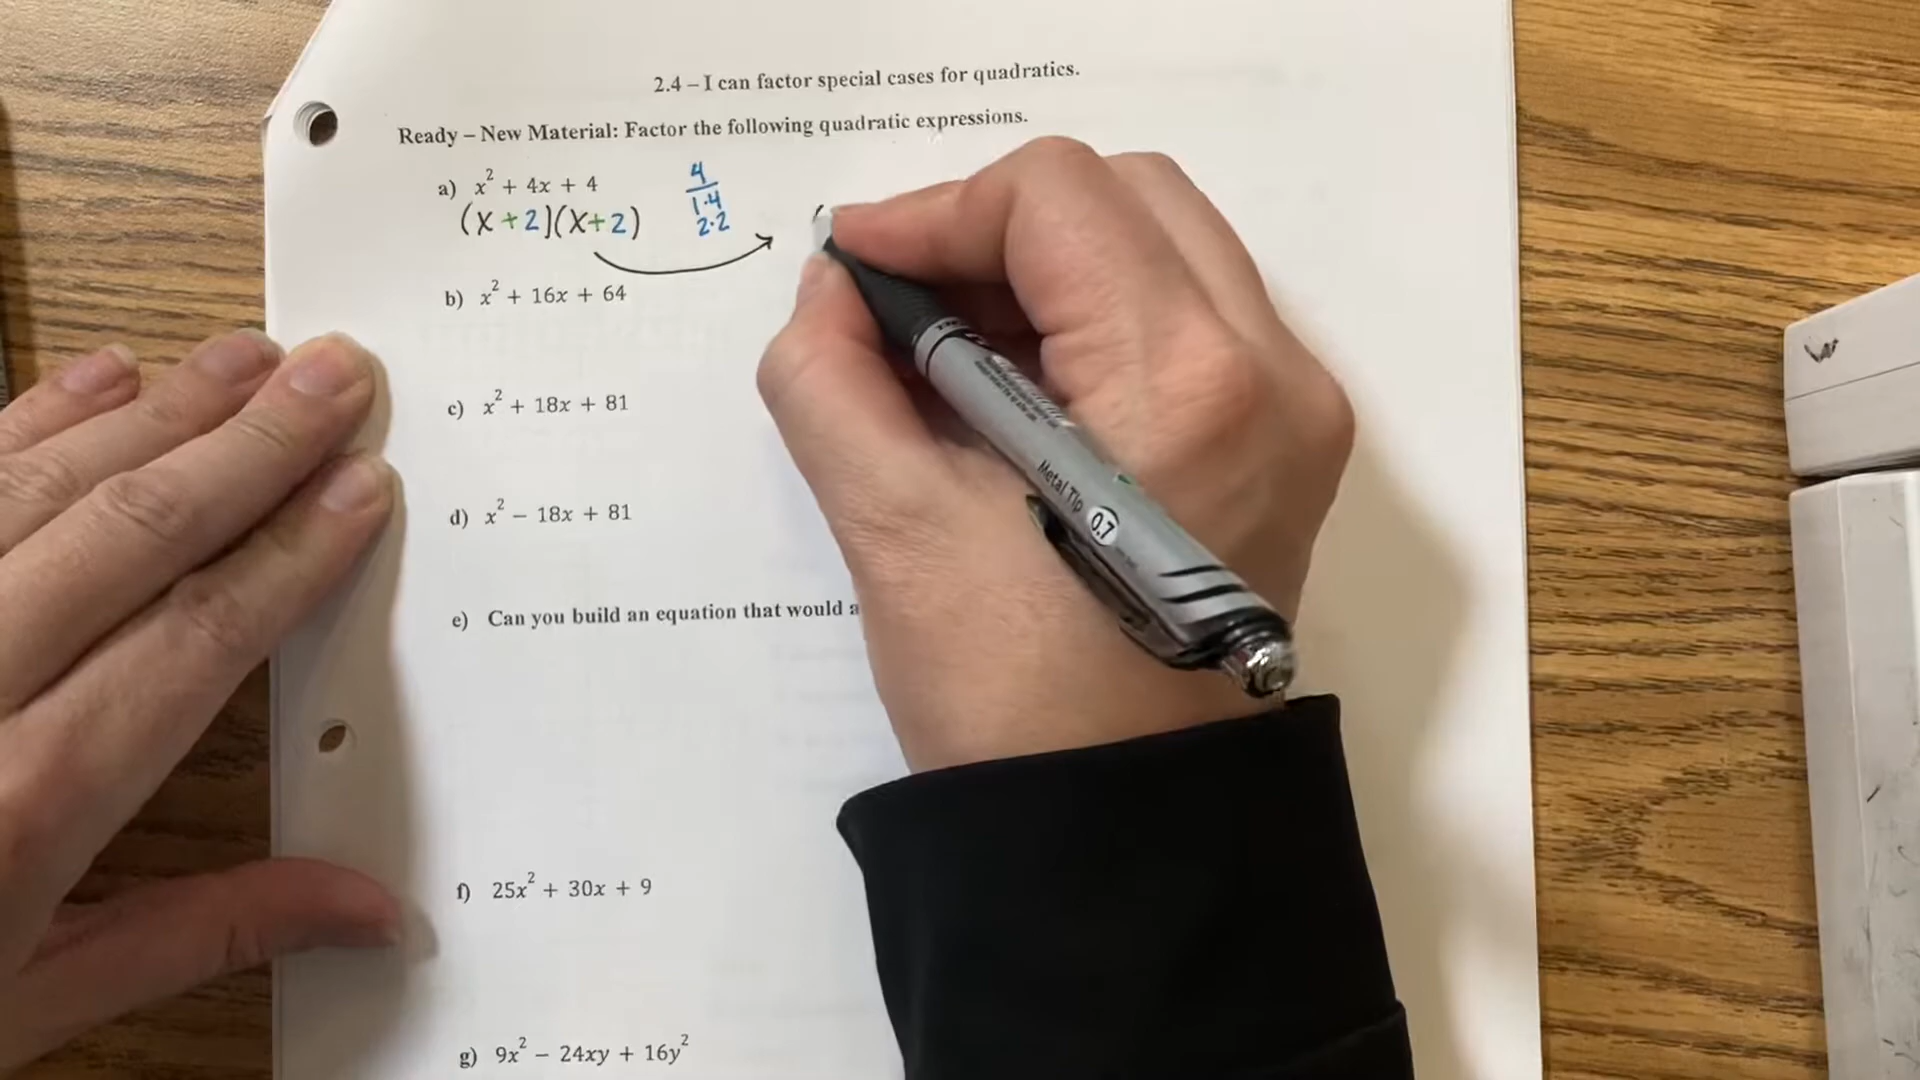 2.4 – I can factor special cases for quadratics.
Ready – New Material: Factor the following quadratic expressions.
a) x² + 4x + 4
(x +2)(x+2)
4
1·4
2·2
(
b) x² + 16x + 64
c) x² + 18x + 81
d) x² − 18x + 81
e) Can you build an equation that would a
f) 25x² + 30x + 9
g) 9x² − 24xy + 16y²
Metal Tip 0.7